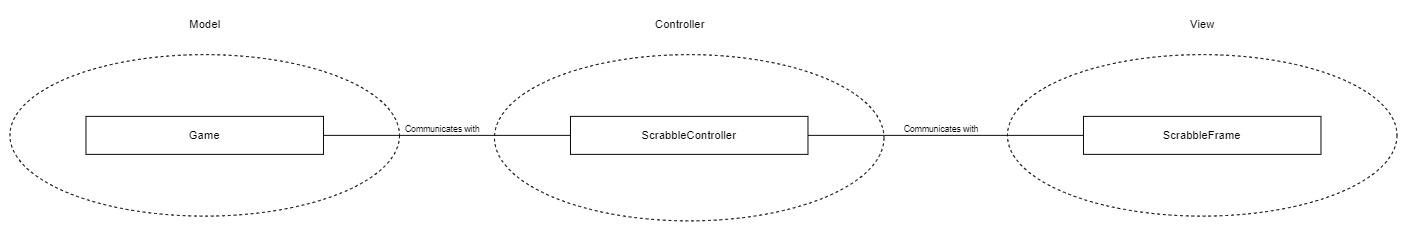 Model
Controller
View
Game
Communicates with
ScrabbleController
Communicates with
ScrabbleFrame